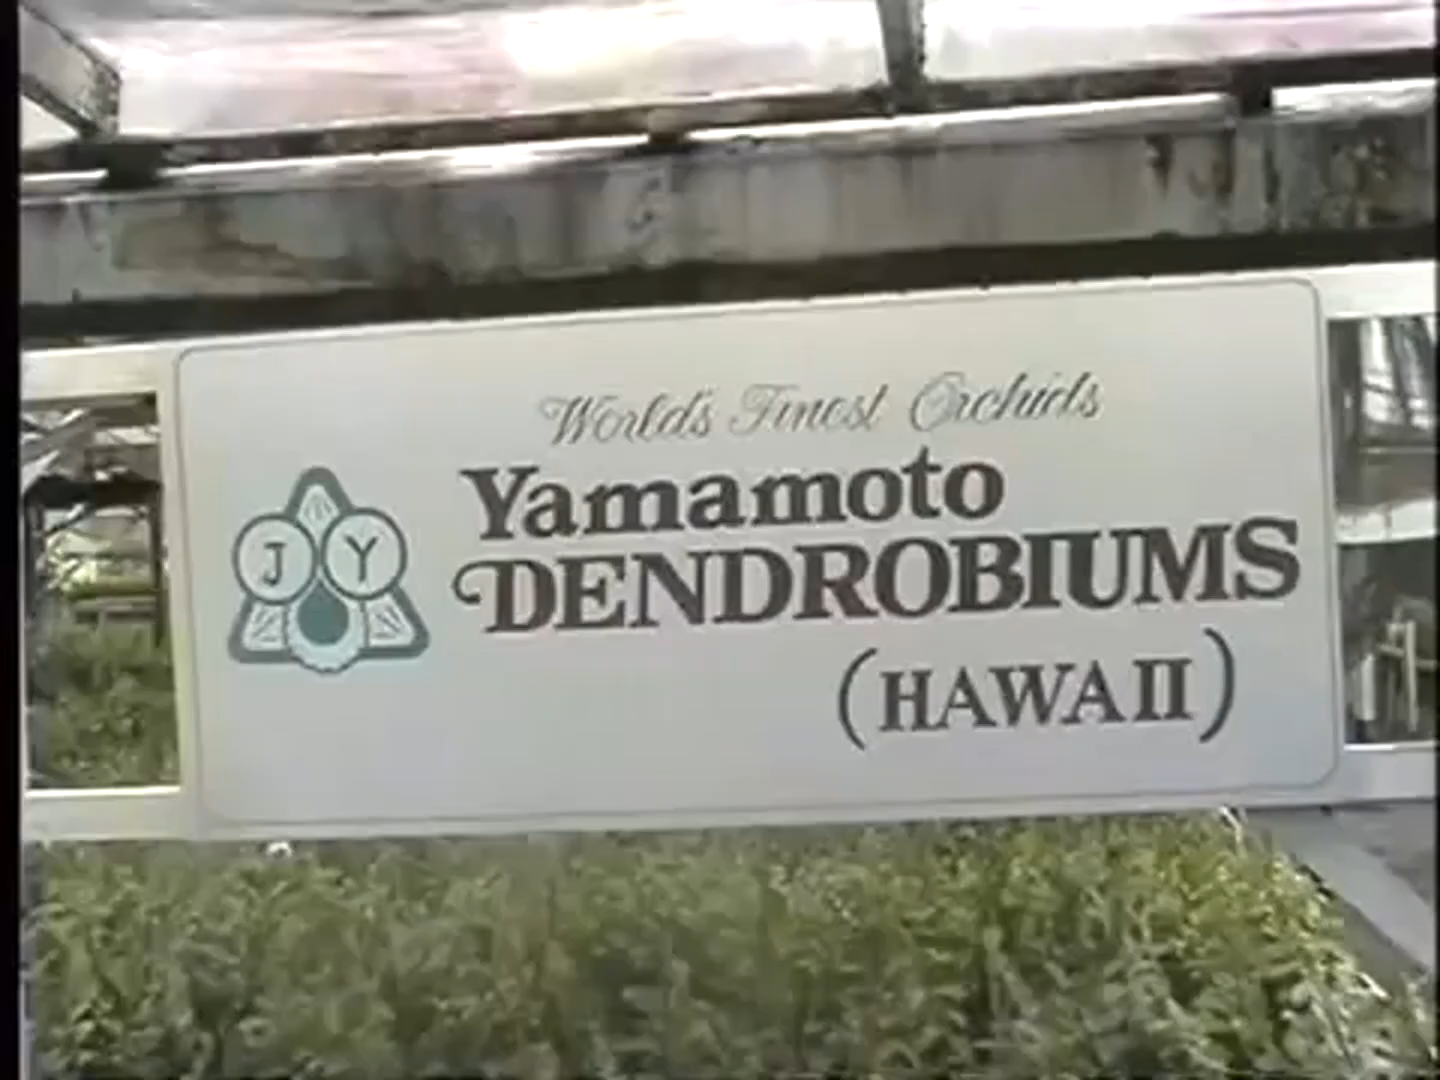 World's Finest Orchids
J Y
Yamamoto
DENDROBIUMS
(HAWAII)